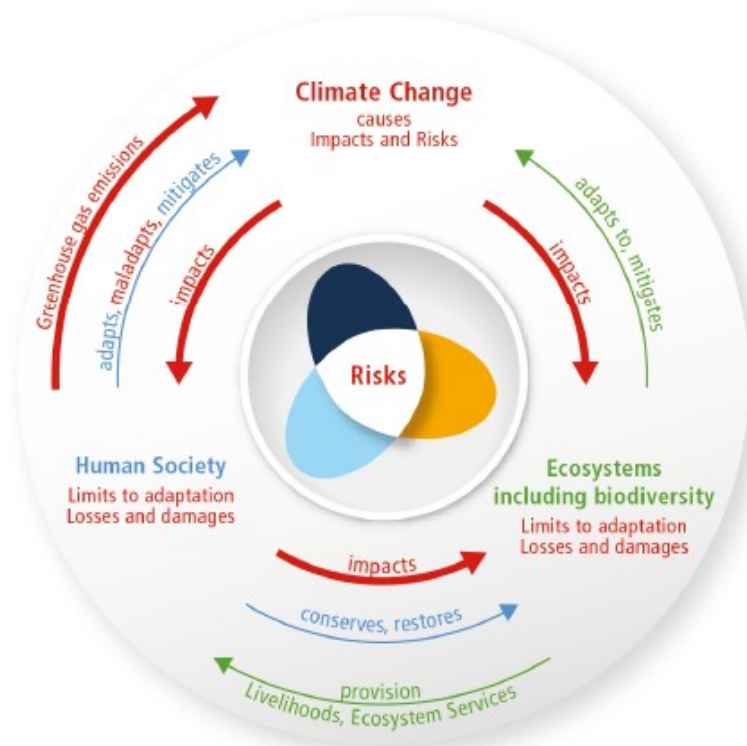 Climate Change
causes
Impacts and Risks
Greenhouse gas emissions
adapts, maladapts, mitigates
impacts
impacts
adapts to, mitigates
Risks
Human Society
Limits to adaptation
Losses and damages
Ecosystems
including biodiversity
Limits to adaptation
Losses and damages
impacts
conserves, restores
provision
Livelihoods, Ecosystem Services